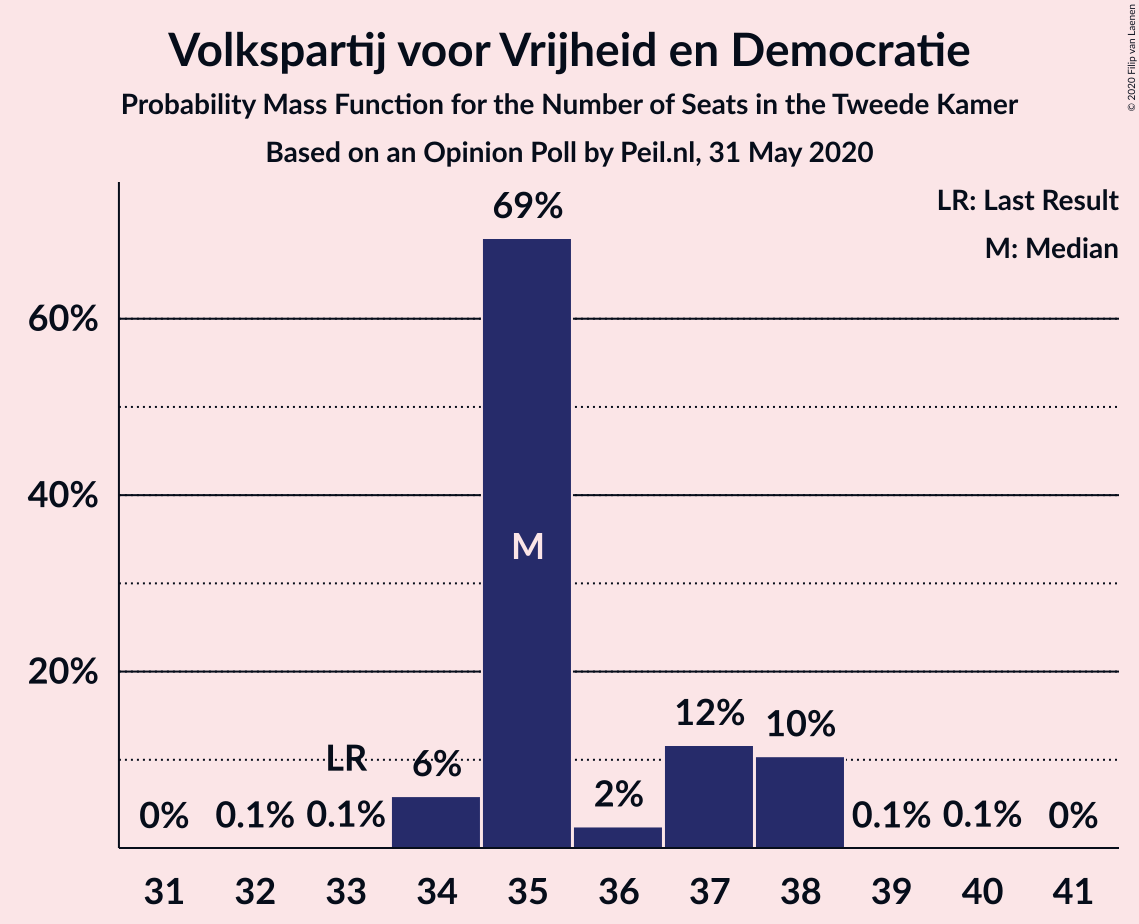 Volkspartij voor Vrijheid en Democratie
Probability Mass Function for the Number of Seats in the Tweede Kamer
Based on an Opinion Poll by Peil.nl, 31 May 2020
© 2020 Filip van Laenen
LR: Last Result
M: Median
69%
60%
40%
M
20%
12%
10%
LR
6%
2%
0%
0.1%
0.1%
0.1%
0.1%
0%
31 32 33 34 35 36 37 38 39 40 41